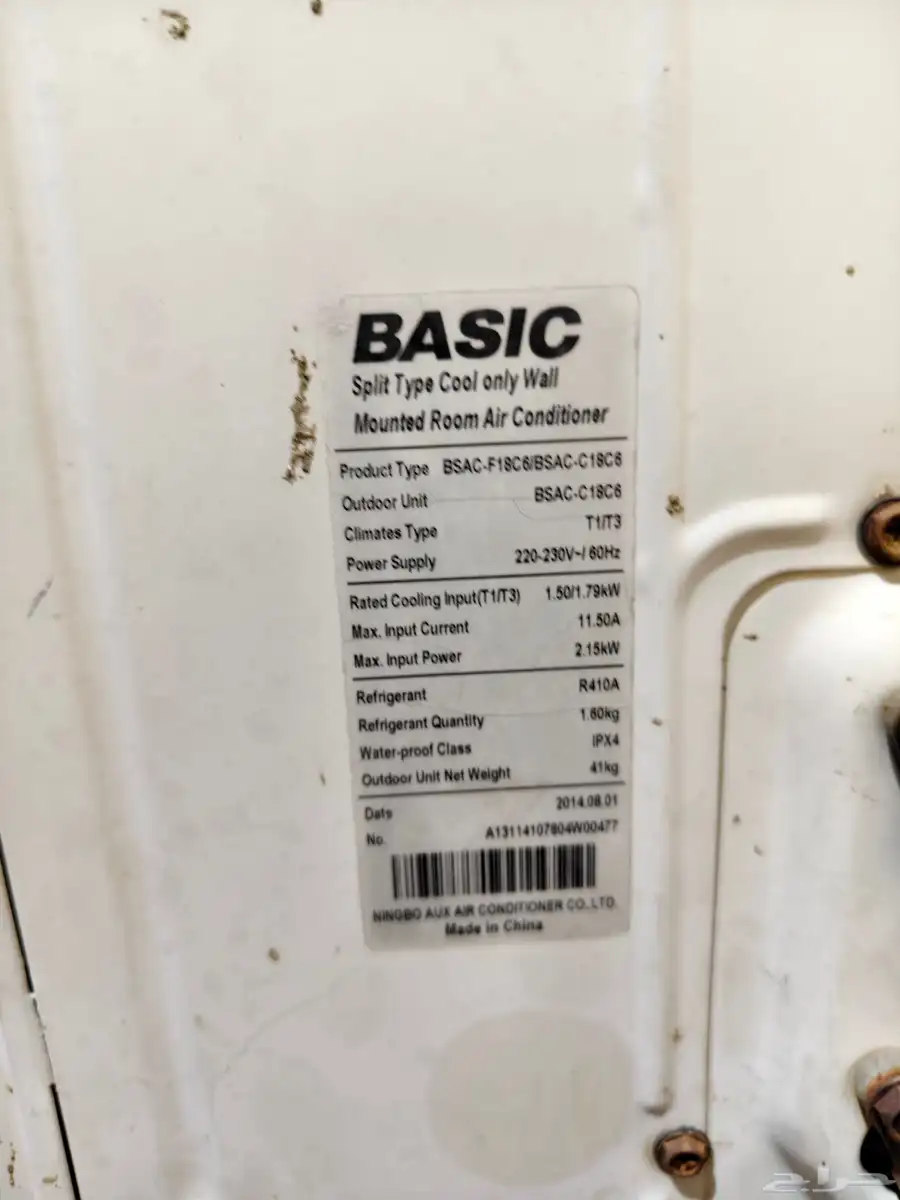 BASIC
Split Type Cool only Wall
Mounted Room Air Conditioner
Product Type BSAC-F18C6/BSAC-C18C6
Outdoor Unit BSAC-C18C6
Climates Type T1/T3
Power Supply 220-230V~/ 60Hz
Rated Cooling Input(T1/T3) 1.50/1.79kW
Max. Input Current 11.50A
Max. Input Power 2.15kW
Refrigerant R410A
Refrigerant Quantity 1.60kg
Water-proof Class IPX4
Outdoor Unit Net Weight 41kg
Date 2014.08.01
No. A13114107804W00477
NINGBO AUX AIR CONDITIONER CO.,LTD.
Made in China
حراج